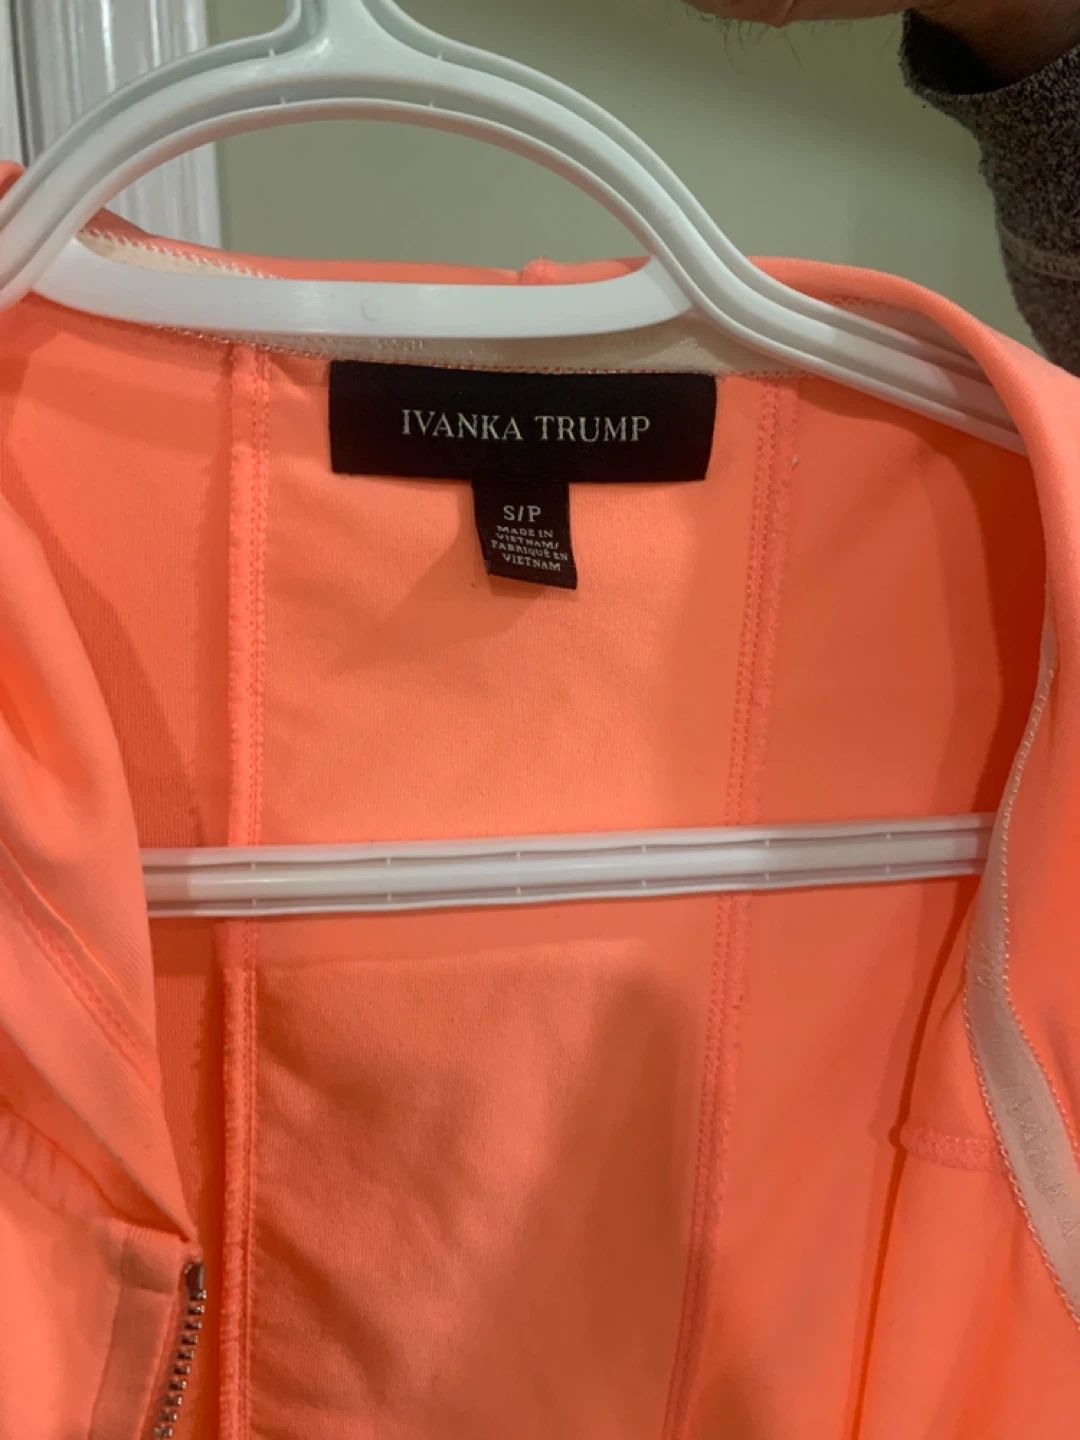 IVANKA TRUMP
S/P
MADE IN
VIETNAM/
FABRIQUÉ EN
VIETNAM